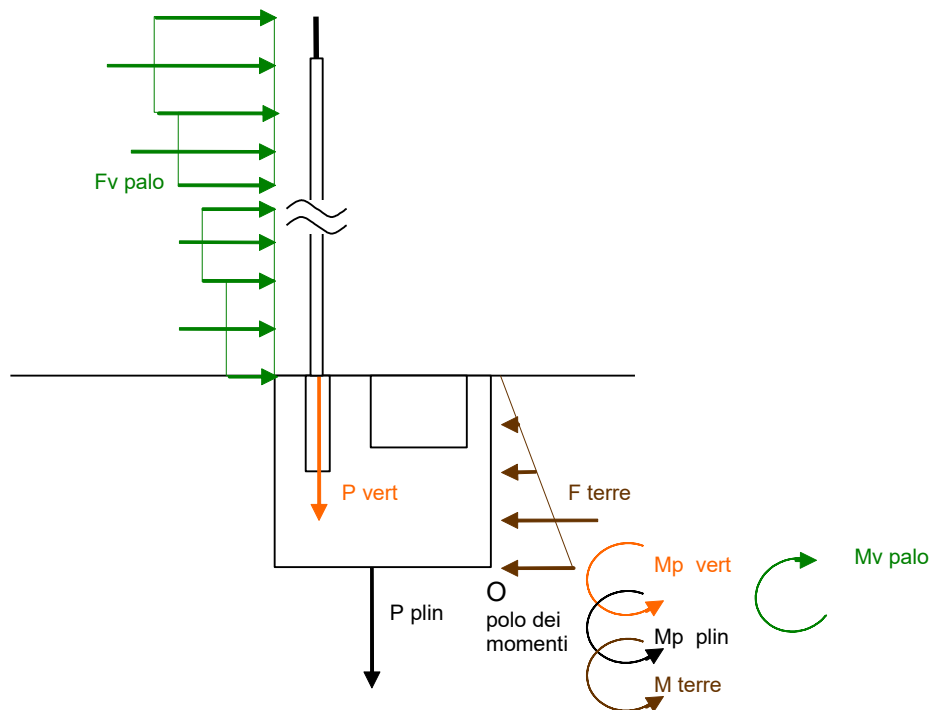 Fv palo
P vert
F terre
Mp vert
Mv palo
O
P plin
polo dei
momenti
Mp plin
M terre